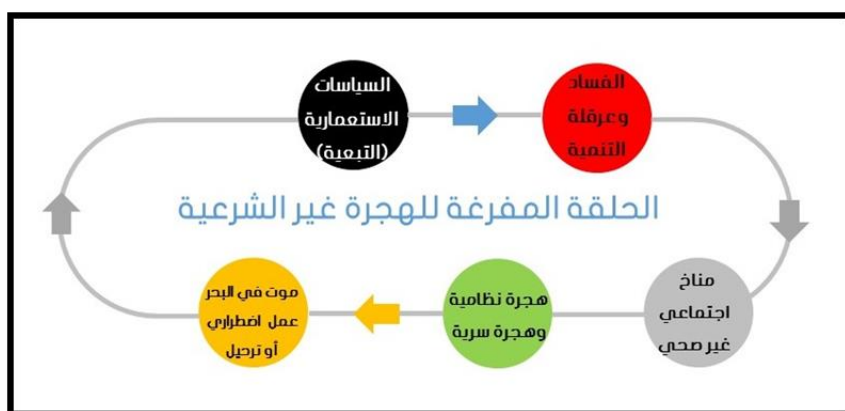 السياسات
الاستعمارية
(التبعية)
الفساد
وعرقلة
التنمية
الحلقة المفرغة للهجرة غير الشرعية
مناخ
اجتماعي
غير صحي
هجرة نظامية
وهجرة سرية
موت في البحر
عمل اضطراري
أو ترحيل